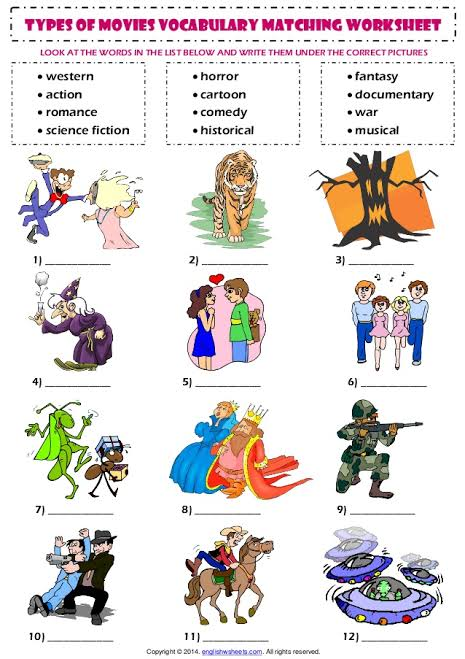 TYPES OF MOVIES VOCABULARY MATCHING WORKSHEET
LOOK AT THE WORDS IN THE LIST BELOW AND WRITE THEM UNDER THE CORRECT PICTURES
• western
• action
• romance
• science fiction
• horror
• cartoon
• comedy
• historical
• fantasy
• documentary
• war
• musical
1) ____________
2) ____________
3) ____________
4) ____________
5) ____________
6) ____________
7) ____________
8) ____________
9) ____________
10) ____________
11) ____________
12) ____________
Copyright © 2014. englishwsheets.com. All rights reserved.